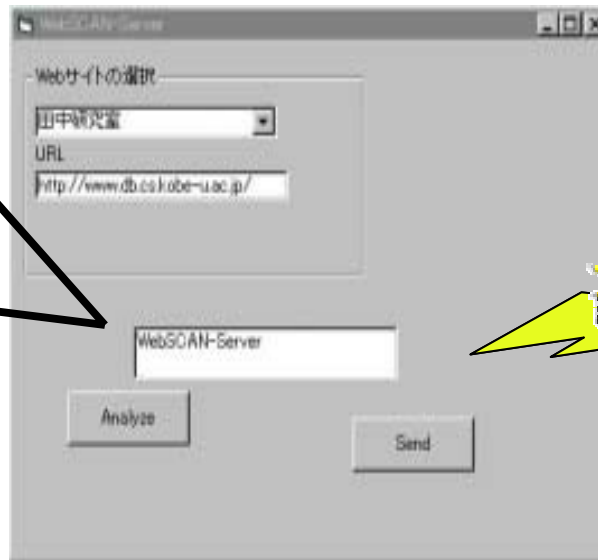 WebSCAN-Server
Webサイトの選択
田中研究室
URL
http://www.db.cs.kobe-u.ac.jp/
WebSCAN-Server
Analyze
Send